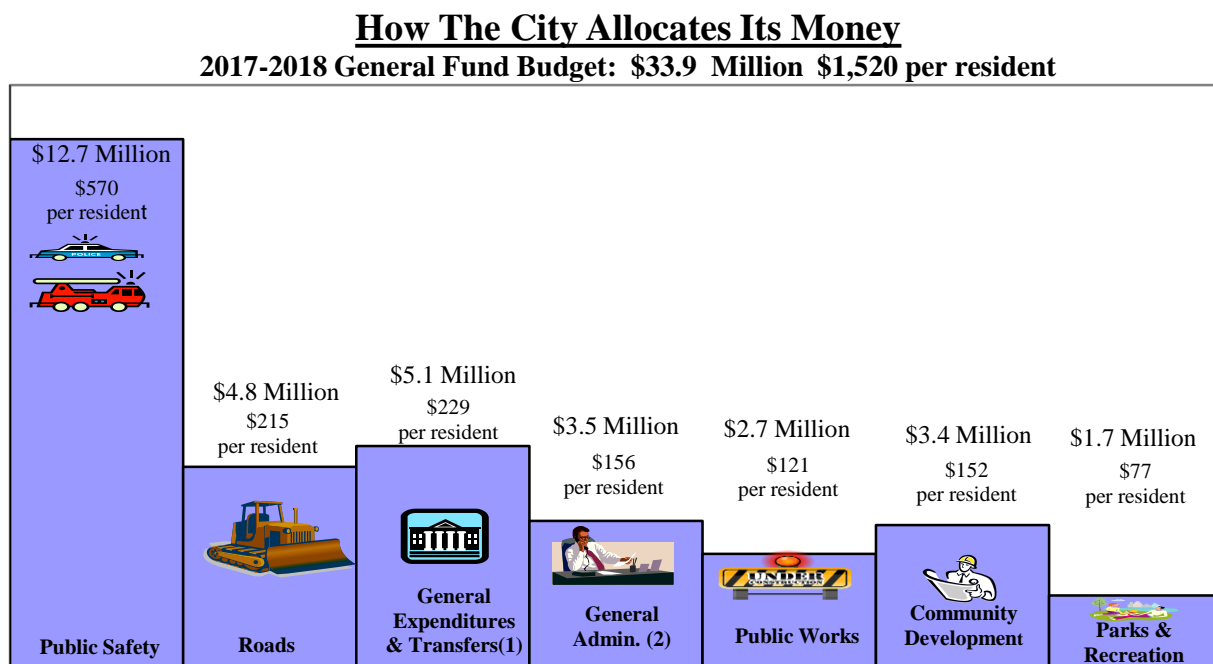 How The City Allocates Its Money
2017-2018 General Fund Budget: $33.9 Million $1,520 per resident
$12.7 Million
$570
per resident
POLICE
Public Safety
$4.8 Million
$215
per resident
Roads
$5.1 Million
$229
per resident
General
Expenditures
& Transfers(1)
$3.5 Million
$156
per resident
General
Admin. (2)
$2.7 Million
$121
per resident
UNDER
CONSTRUCTION
Public Works
$3.4 Million
$152
per resident
Community
Development
$1.7 Million
$77
per resident
Parks &
Recreation